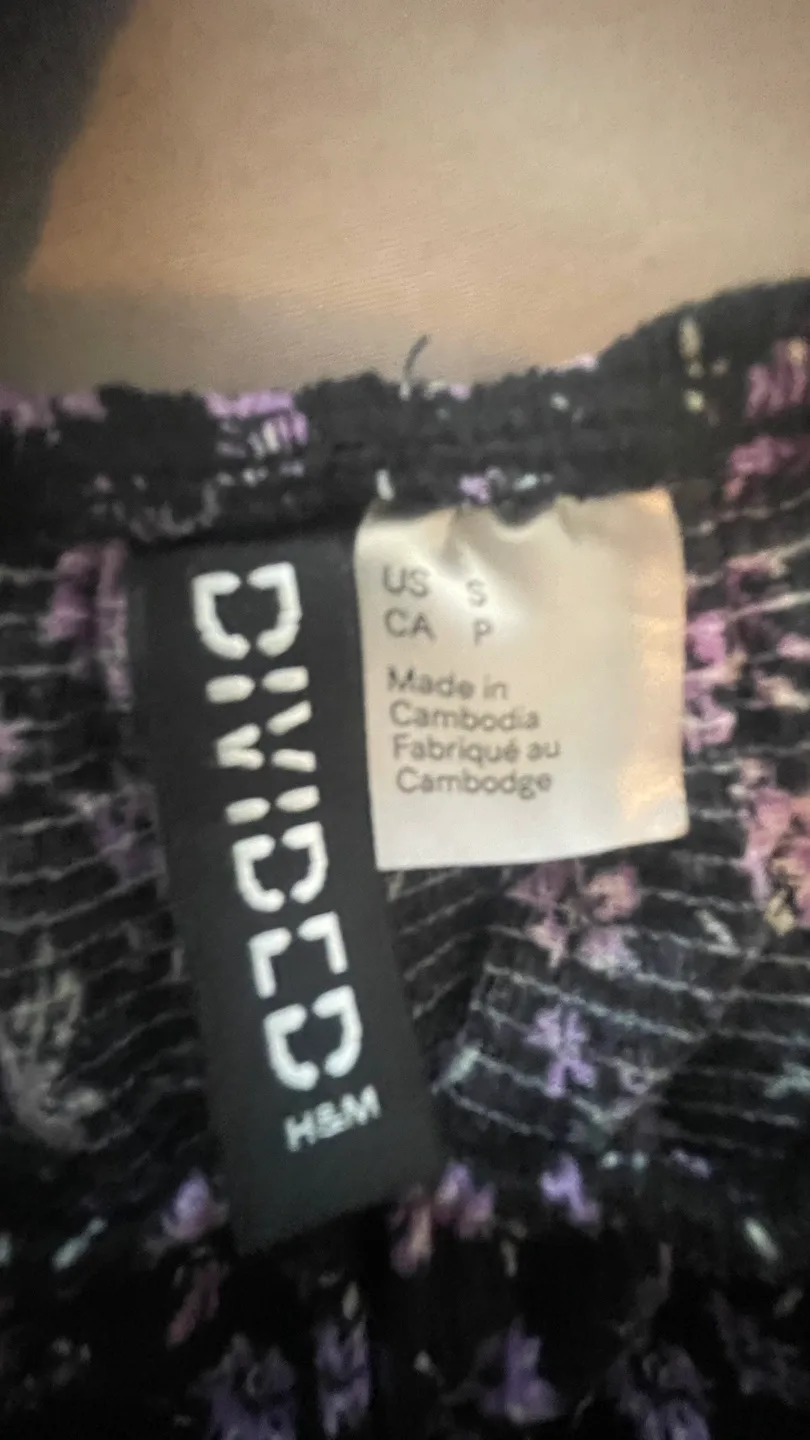 DIVIDED
H&M
US S
CA P
Made in
Cambodia
Fabriqué au
Cambodge